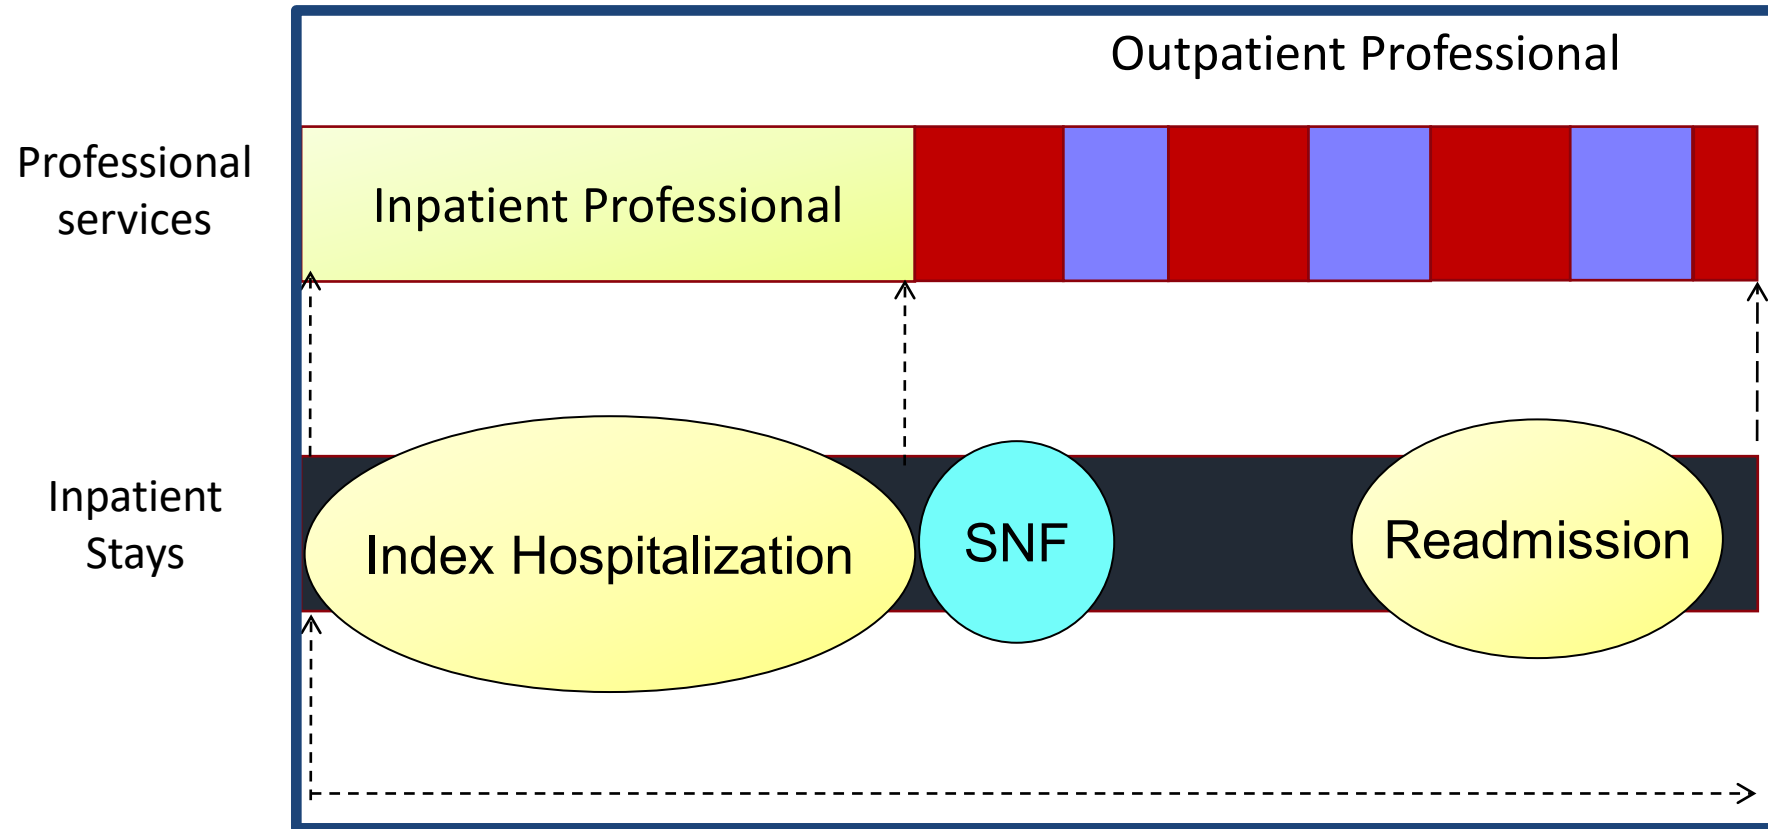 Outpatient Professional
Professional
services
Inpatient Professional
Inpatient
Stays
Index Hospitalization
SNF
Readmission